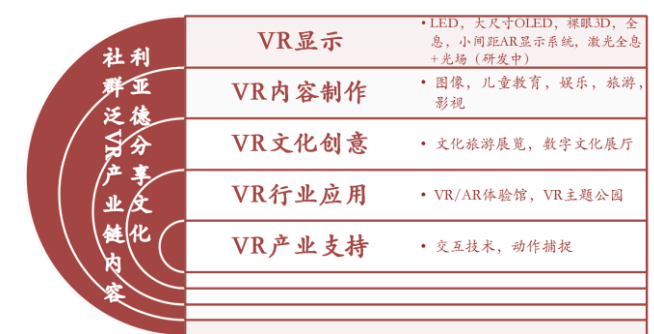 利亚德分享文化
社群泛VR产业链内容
VR显示
• LED，大尺寸OLED，裸眼3D，全
息，小间距AR显示系统，激光全息
+光场（研发中）
VR内容制作
• 图像，儿童教育，娱乐，旅游，
影视
VR文化创意
• 文化旅游展览，数字文化展厅
VR行业应用
• VR/AR体验馆，VR主题公园
VR产业支持
• 交互技术，动作捕捉